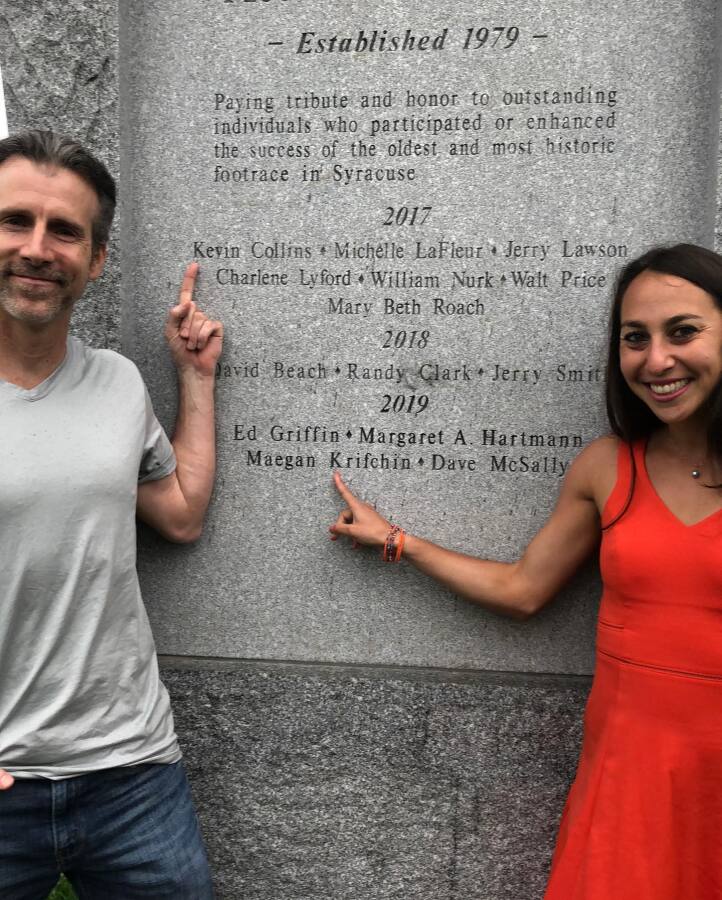 – Established 1979 –
Paying tribute and honor to outstanding
individuals who participated or enhanced
the success of the oldest and most historic
footrace in Syracuse
2017
Kevin Collins ♦ Michelle LaFleur ♦ Jerry Lawson
Charlene Lyford ♦ William Nurk ♦ Walt Price
Mary Beth Roach
2018
David Beach ♦ Randy Clark ♦ Jerry Smith
2019
Ed Griffin ♦ Margaret A. Hartmann
Maegan Krifchin ♦ Dave McSally